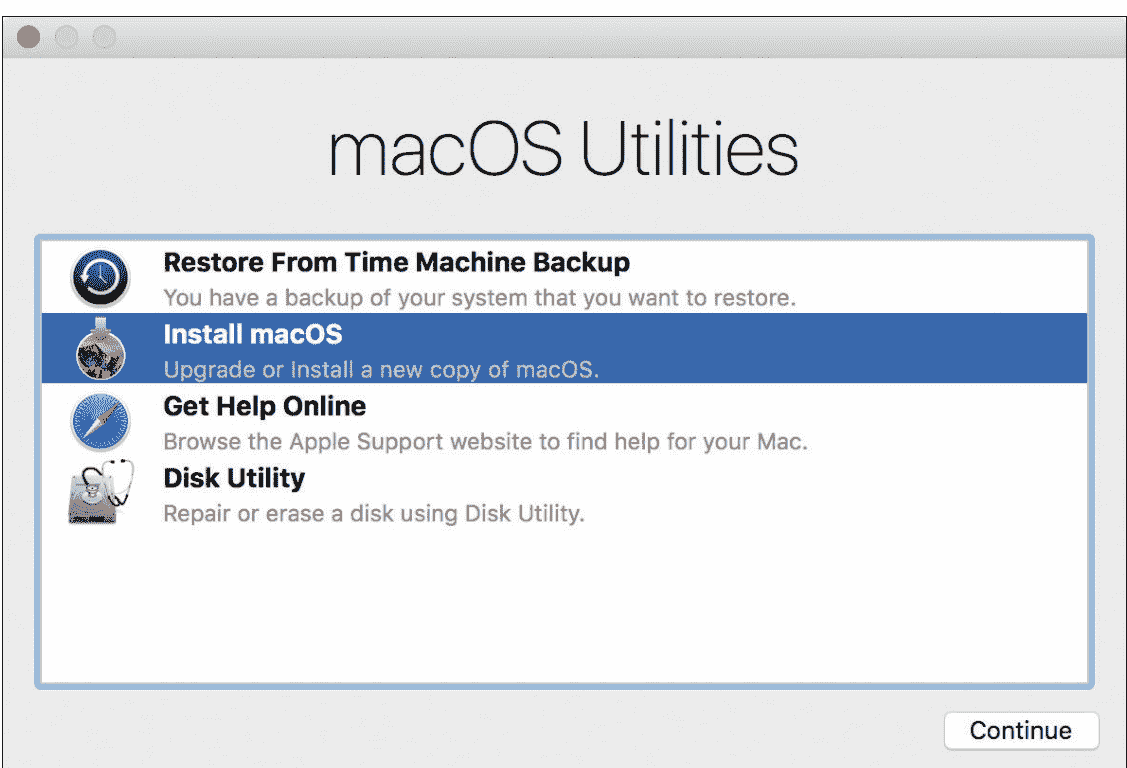 macOS Utilities
Restore From Time Machine Backup
You have a backup of your system that you want to restore.
Install macOS
Upgrade or Install a new copy of macOS.
Get Help Online
Browse the Apple Support website to find help for your Mac.
Disk Utility
Repair or erase a disk using Disk Utility.
Continue